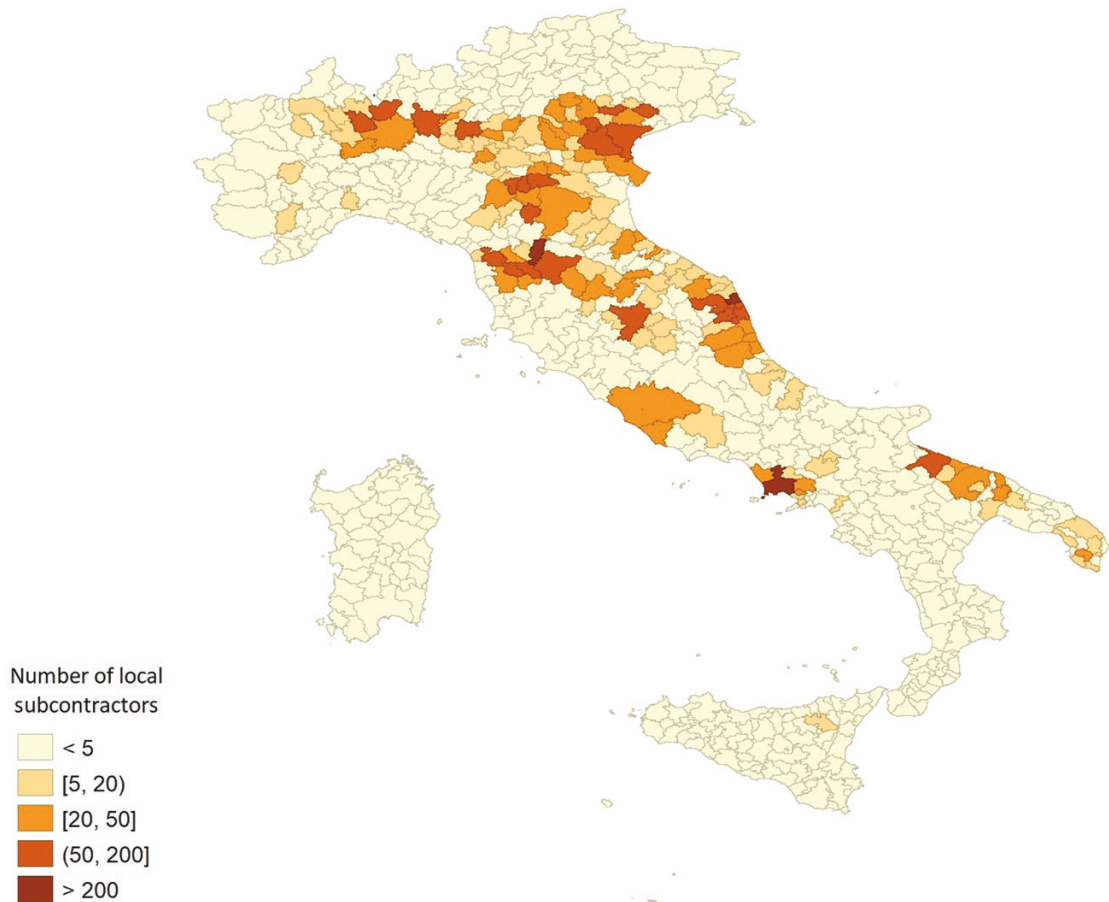 Number of local
subcontractors
< 5
[5, 20)
[20, 50]
(50, 200]
> 200